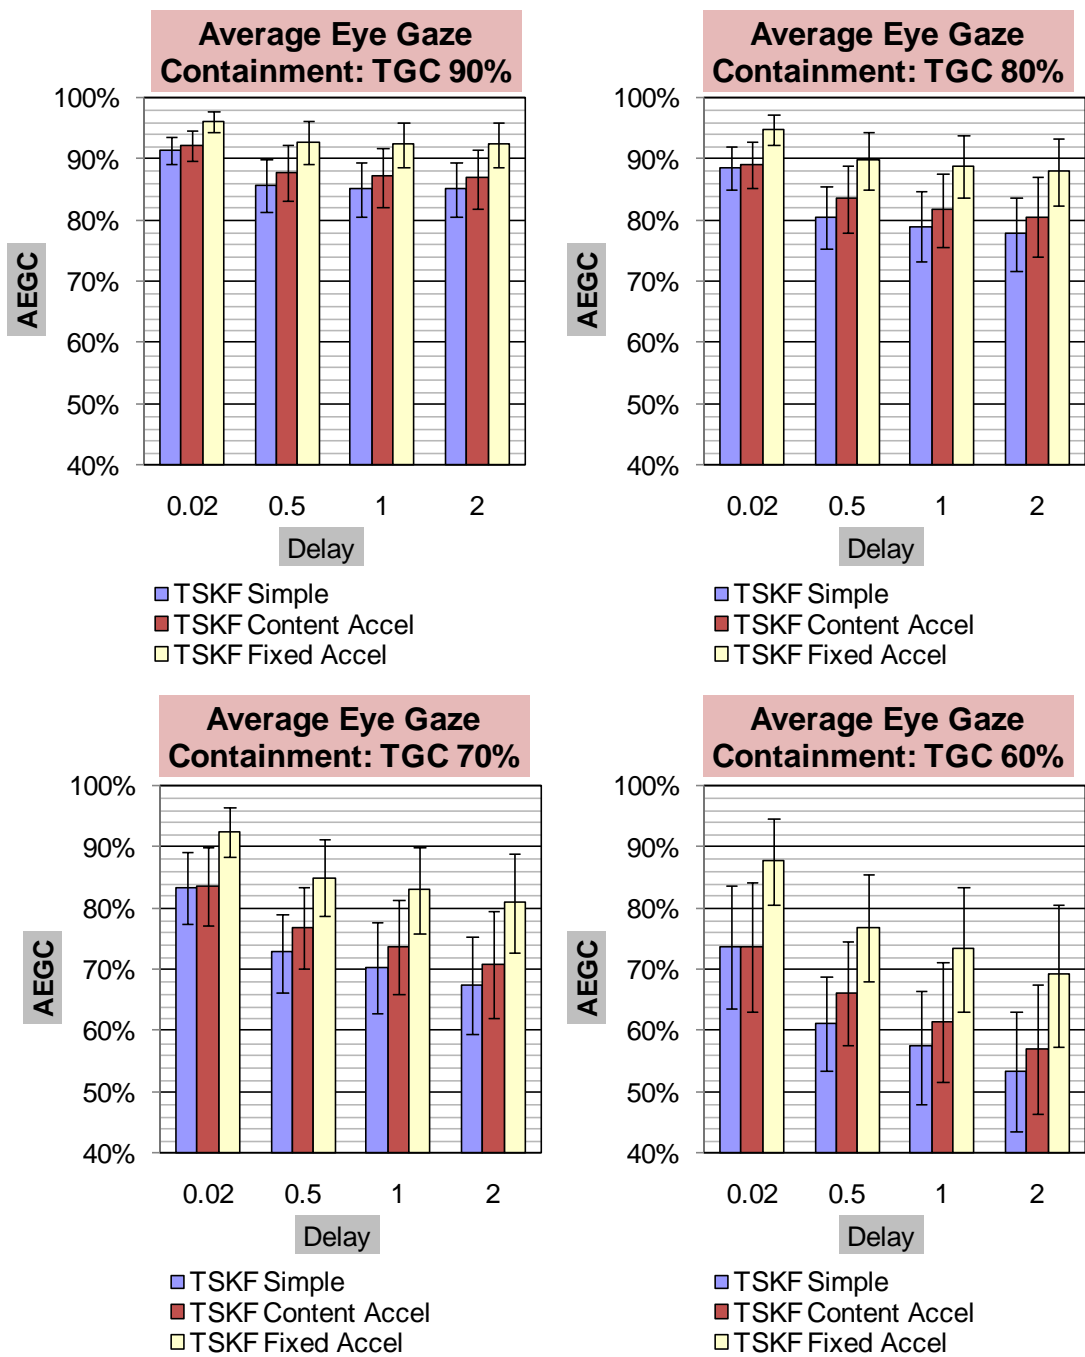 Average Eye Gaze
Containment: TGC 90%
100%
90%
80%
70%
60%
50%
40%
AEGC
0.02 0.5 1 2
Delay
TSKF Simple
TSKF Content Accel
TSKF Fixed Accel
Average Eye Gaze
Containment: TGC 80%
100%
90%
80%
70%
60%
50%
40%
AEGC
0.02 0.5 1 2
Delay
TSKF Simple
TSKF Content Accel
TSKF Fixed Accel
Average Eye Gaze
Containment: TGC 70%
100%
90%
80%
70%
60%
50%
40%
AEGC
0.02 0.5 1 2
Delay
TSKF Simple
TSKF Content Accel
TSKF Fixed Accel
Average Eye Gaze
Containment: TGC 60%
100%
90%
80%
70%
60%
50%
40%
AEGC
0.02 0.5 1 2
Delay
TSKF Simple
TSKF Content Accel
TSKF Fixed Accel